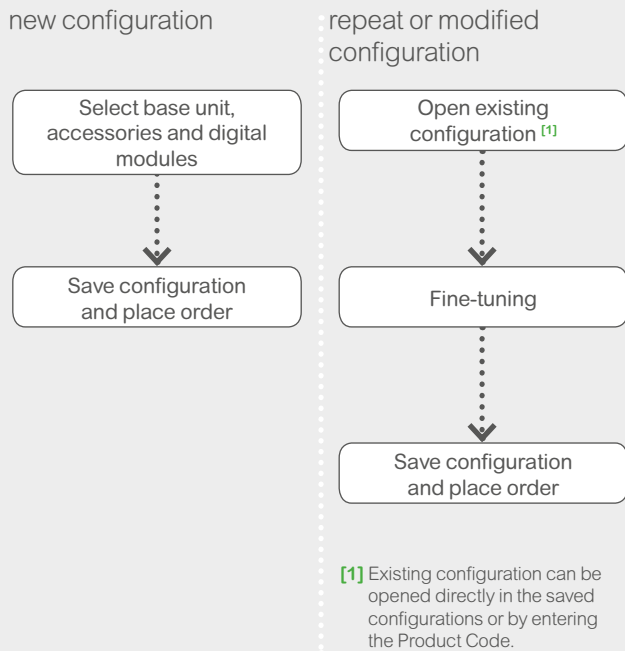 new configuration
Select base unit,
accessories and digital
modules
Save configuration
and place order
repeat or modified
configuration
Open existing
configuration [1]
Fine-tuning
Save configuration
and place order
[1] Existing configuration can be
opened directly in the saved
configurations or by entering
the Product Code.